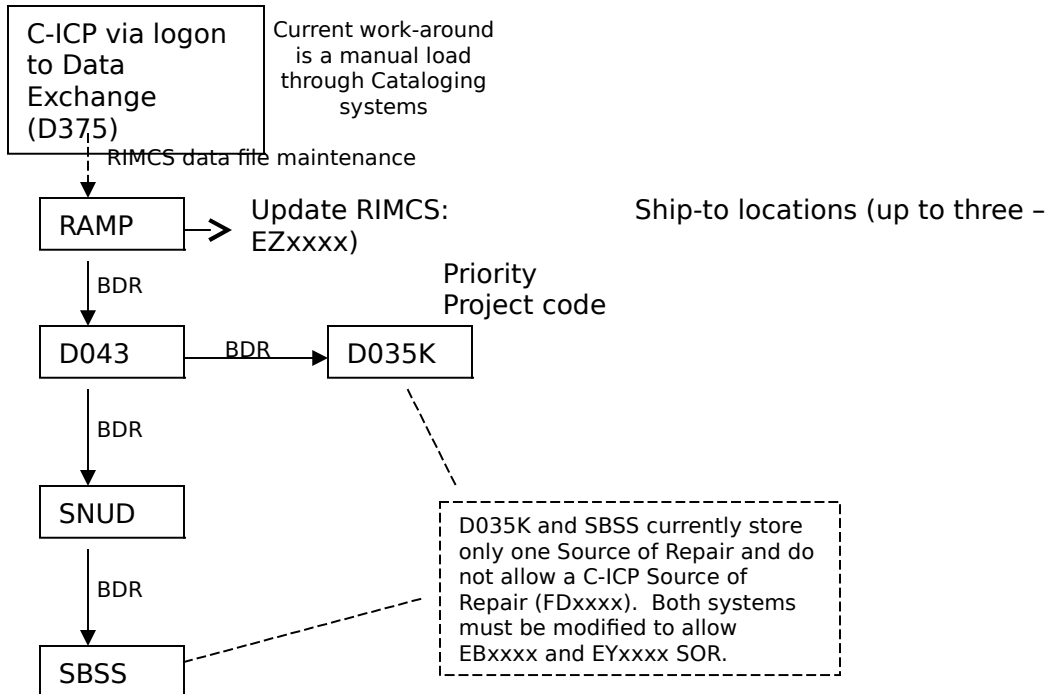 C-ICP via logon
to Data
Exchange
(D375)
Current work-around
is a manual load
through Cataloging
systems
RIMCS data file maintenance
RAMP
Update RIMCS: Ship-to locations (up to three –
EZxxxx)
BDR
Priority
Project code
D043
BDR
D035K
BDR
SNUD
D035K and SBSS currently store
only one Source of Repair and do
not allow a C-ICP Source of
Repair (FDxxxx). Both systems
must be modified to allow
EBxxxx and EYxxxx SOR.
BDR
SBSS